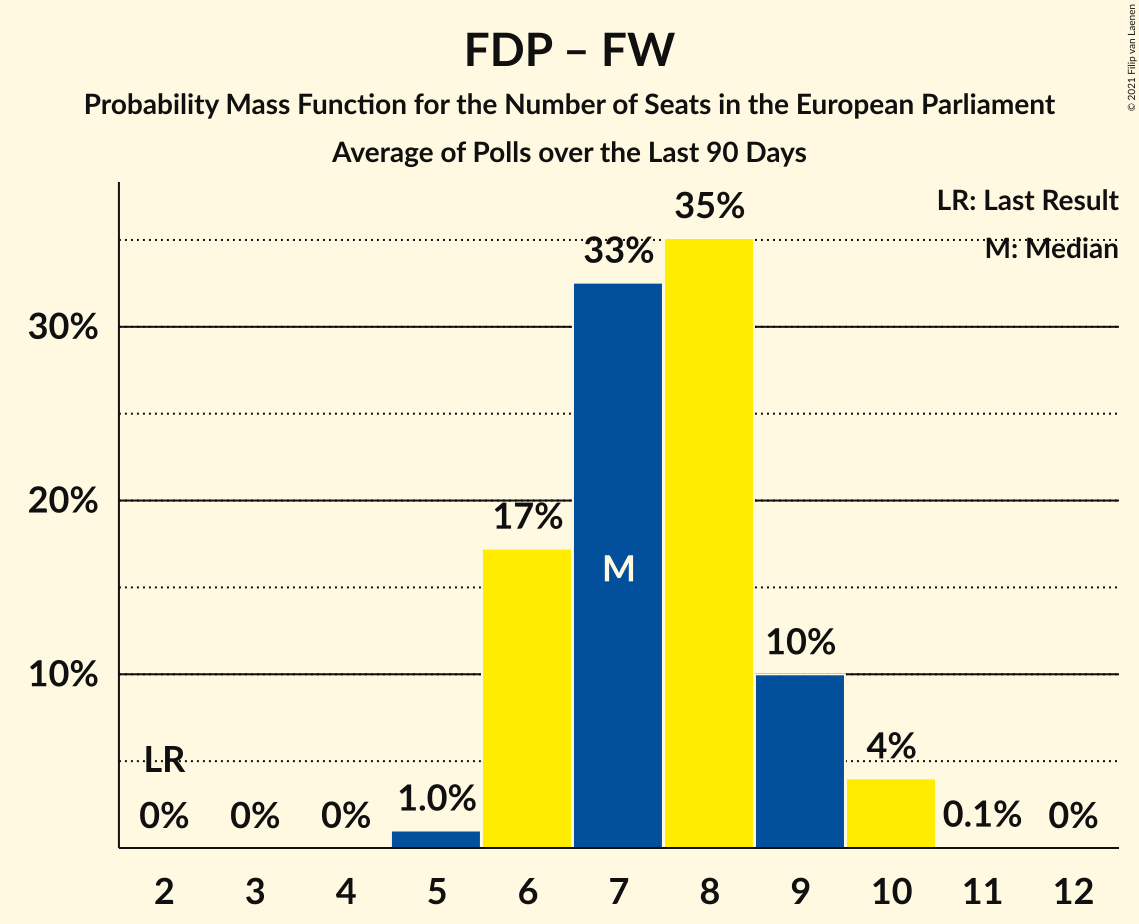 © 2021 Filip van Laenen
FDP – FW
Probability Mass Function for the Number of Seats in the European Parliament
Average of Polls over the Last 90 Days
LR: Last Result
M: Median
35%
33%
30%
20%
17%
M
10%
10%
LR
4%
0%
0%
0%
1.0%
0.1%
0%
2 3 4 5 6 7 8 9 10 11 12